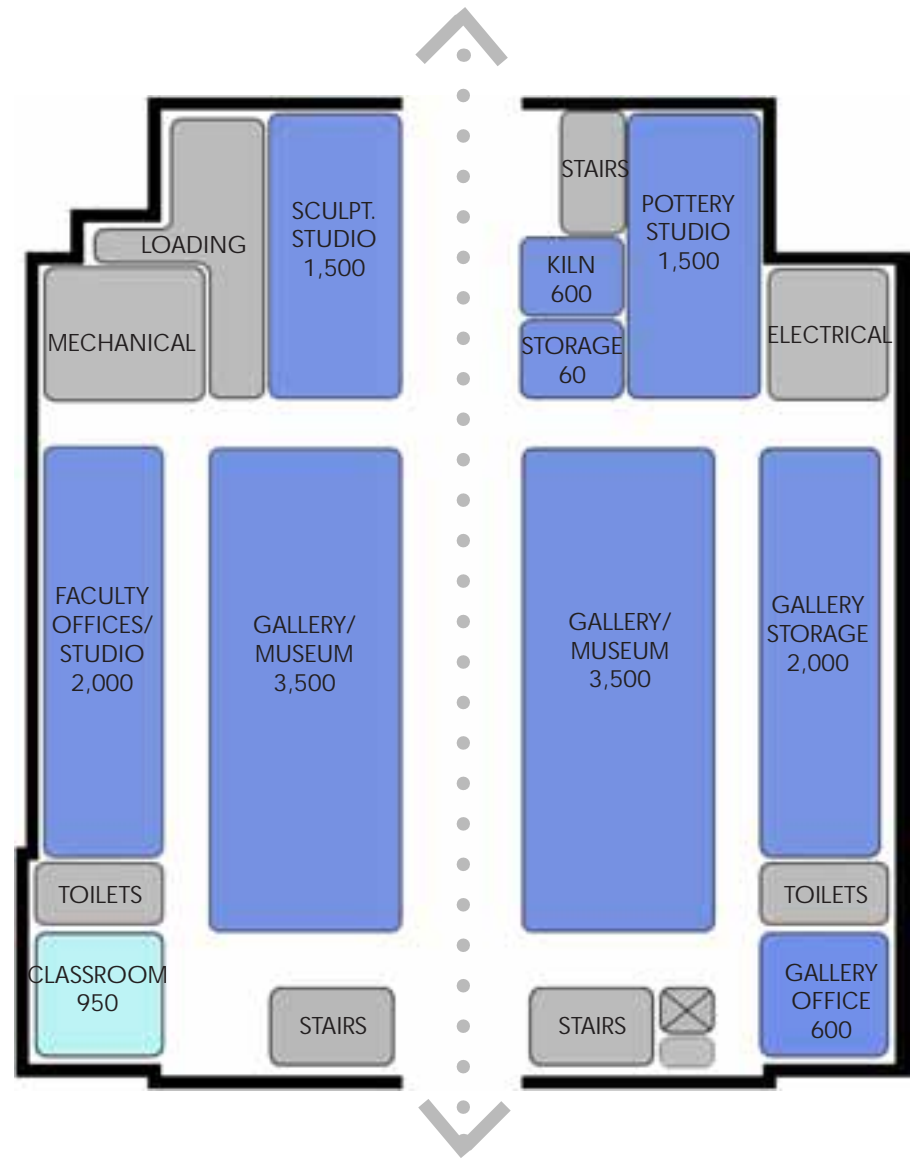 STAIRS
SCULPT.
STUDIO
1,500
POTTERY
STUDIO
1,500
LOADING
KILN
600
MECHANICAL
STORAGE
60
ELECTRICAL
FACULTY
OFFICES/
STUDIO
2,000
GALLERY/
MUSEUM
3,500
GALLERY/
MUSEUM
3,500
GALLERY
STORAGE
2,000
TOILETS
TOILETS
CLASSROOM
950
STAIRS
STAIRS
GALLERY
OFFICE
600